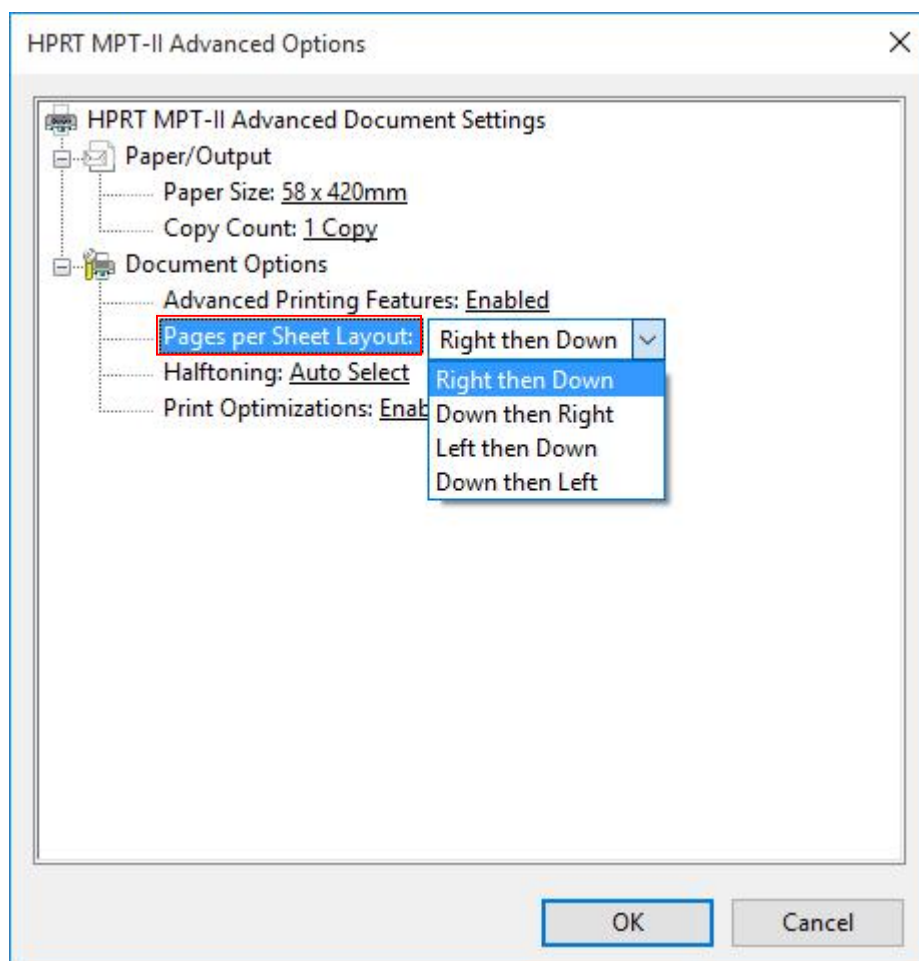 HPRT MPT-II Advanced Options
HPRT MPT-II Advanced Document Settings
Paper/Output
Paper Size: 58 x 420mm
Copy Count: 1 Copy
Document Options
Advanced Printing Features: Enabled
Pages per Sheet Layout: Right then Down
Halftoning: Auto Select
Right then Down
Print Optimizations:
Down then Right
Left then Down
Down then Left
OK Cancel